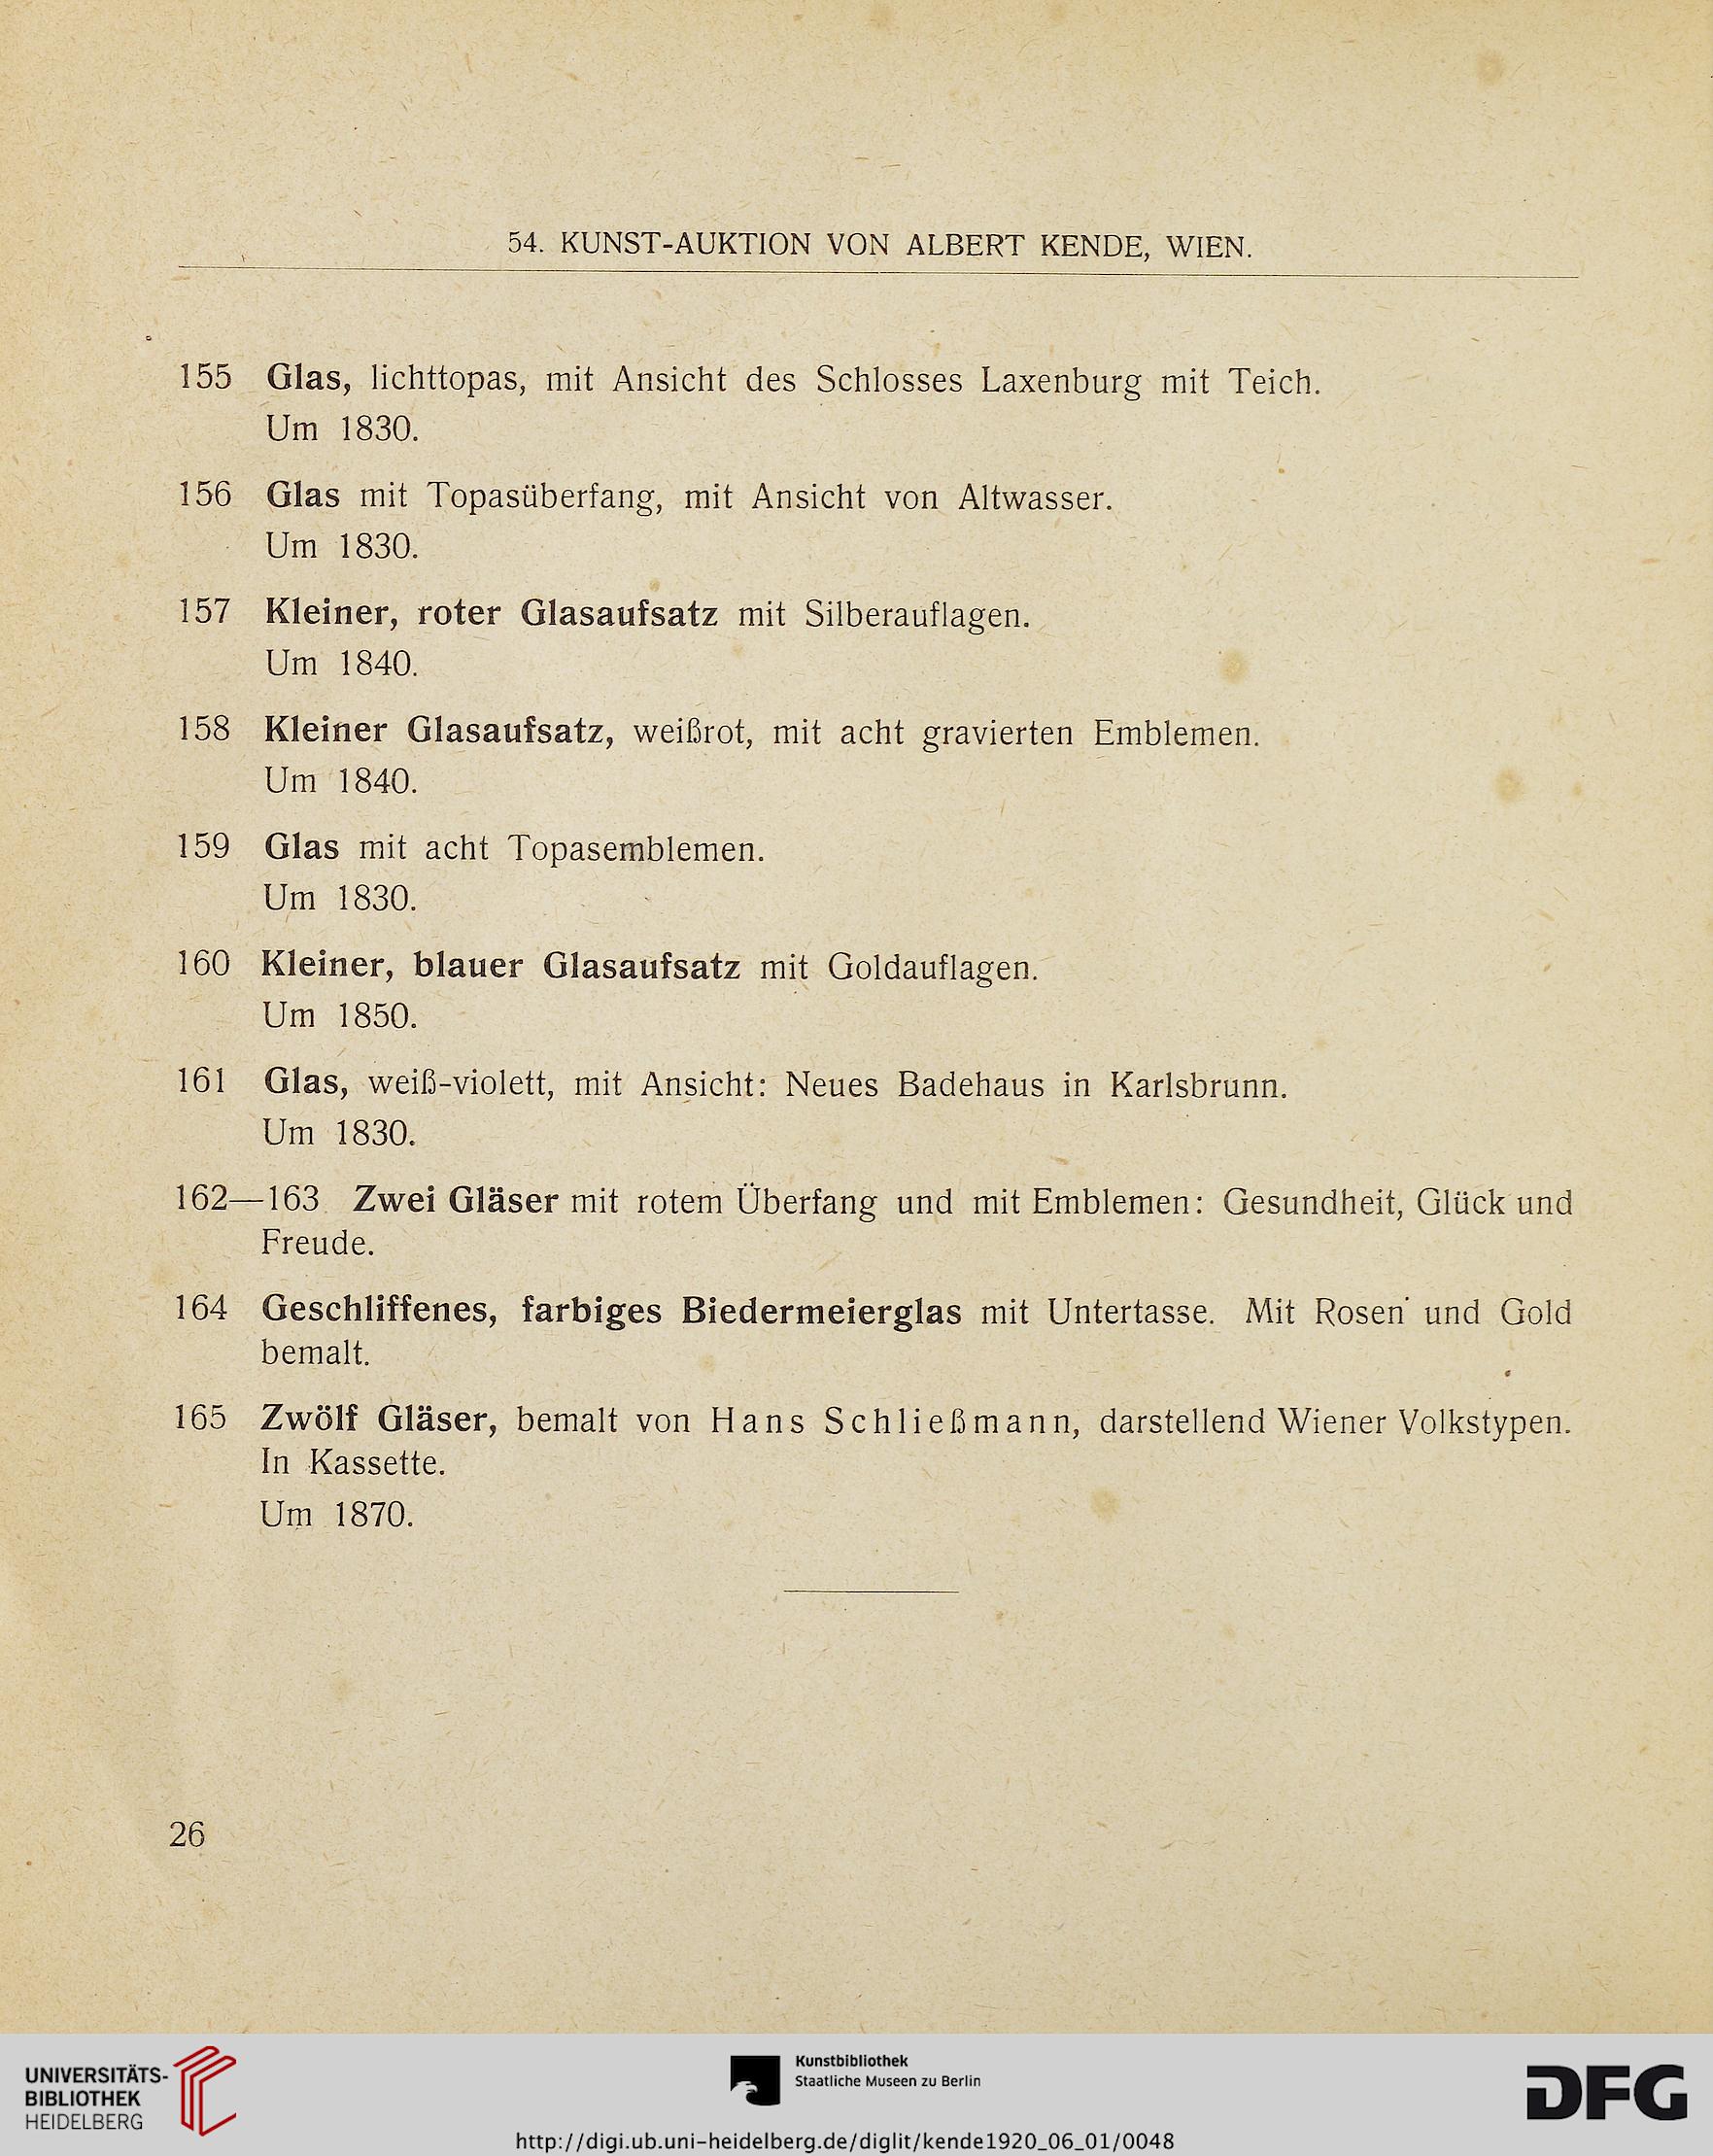 54. KUNST-AUKTION VON ALBERT KENDE, WIEN.
155 Glas, lichttopas, mit Ansicht des Schlosses Laxenburg mit Teich.
Um 1830.
156 Glas mit Topasüberfang, mit Ansicht von Altwasser.
Um 1830.
157 Kleiner, roter Glasaufsatz mit Silberauflagen.
Um 1840.
158 Kleiner Glasaufsatz, weißrot, mit acht gravierten Emblemen.
Um 1840.
159 Glas mit acht Topasemblemen.
Um 1830.
160 Kleiner, blauer Glasaufsatz mit Goldauflagen.
Um 1850.
161 Glas, weiß-violett, mit Ansicht: Neues Badehaus in Karlsbrunn.
Um 1830.
162—163 Zwei Gläser mit rotem Überfang und mit Emblemen: Gesundheit, Glück und
Freude.
164 Geschliffenes, farbiges Biedermeierglas mit Untertasse. Mit Rosen und Gold
bemalt.
165 Zwölf Gläser, bemalt von Hans Schließmann, darstellend Wiener Volkstypen.
In Kassette.
Um 1870.
26
UNIVERSITÄTS-
BIBLIOTHEK
HEIDELBERG
Kunstbibliothek
Staatliche Museen zu Berlin
DFG
http://digi.ub.uni-heidelberg.de/diglit/kende1920_06_01/0048